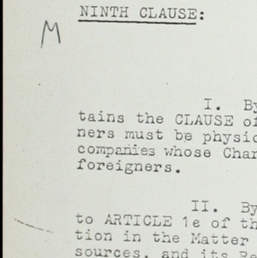 NINTH CLAUSE:
M
I. By
tains the CLAUSE of
ners must be physic
companies whose Char
foreigners.
II. By
to ARTICLE 1e of th
tion in the Matter
sources, and its Re